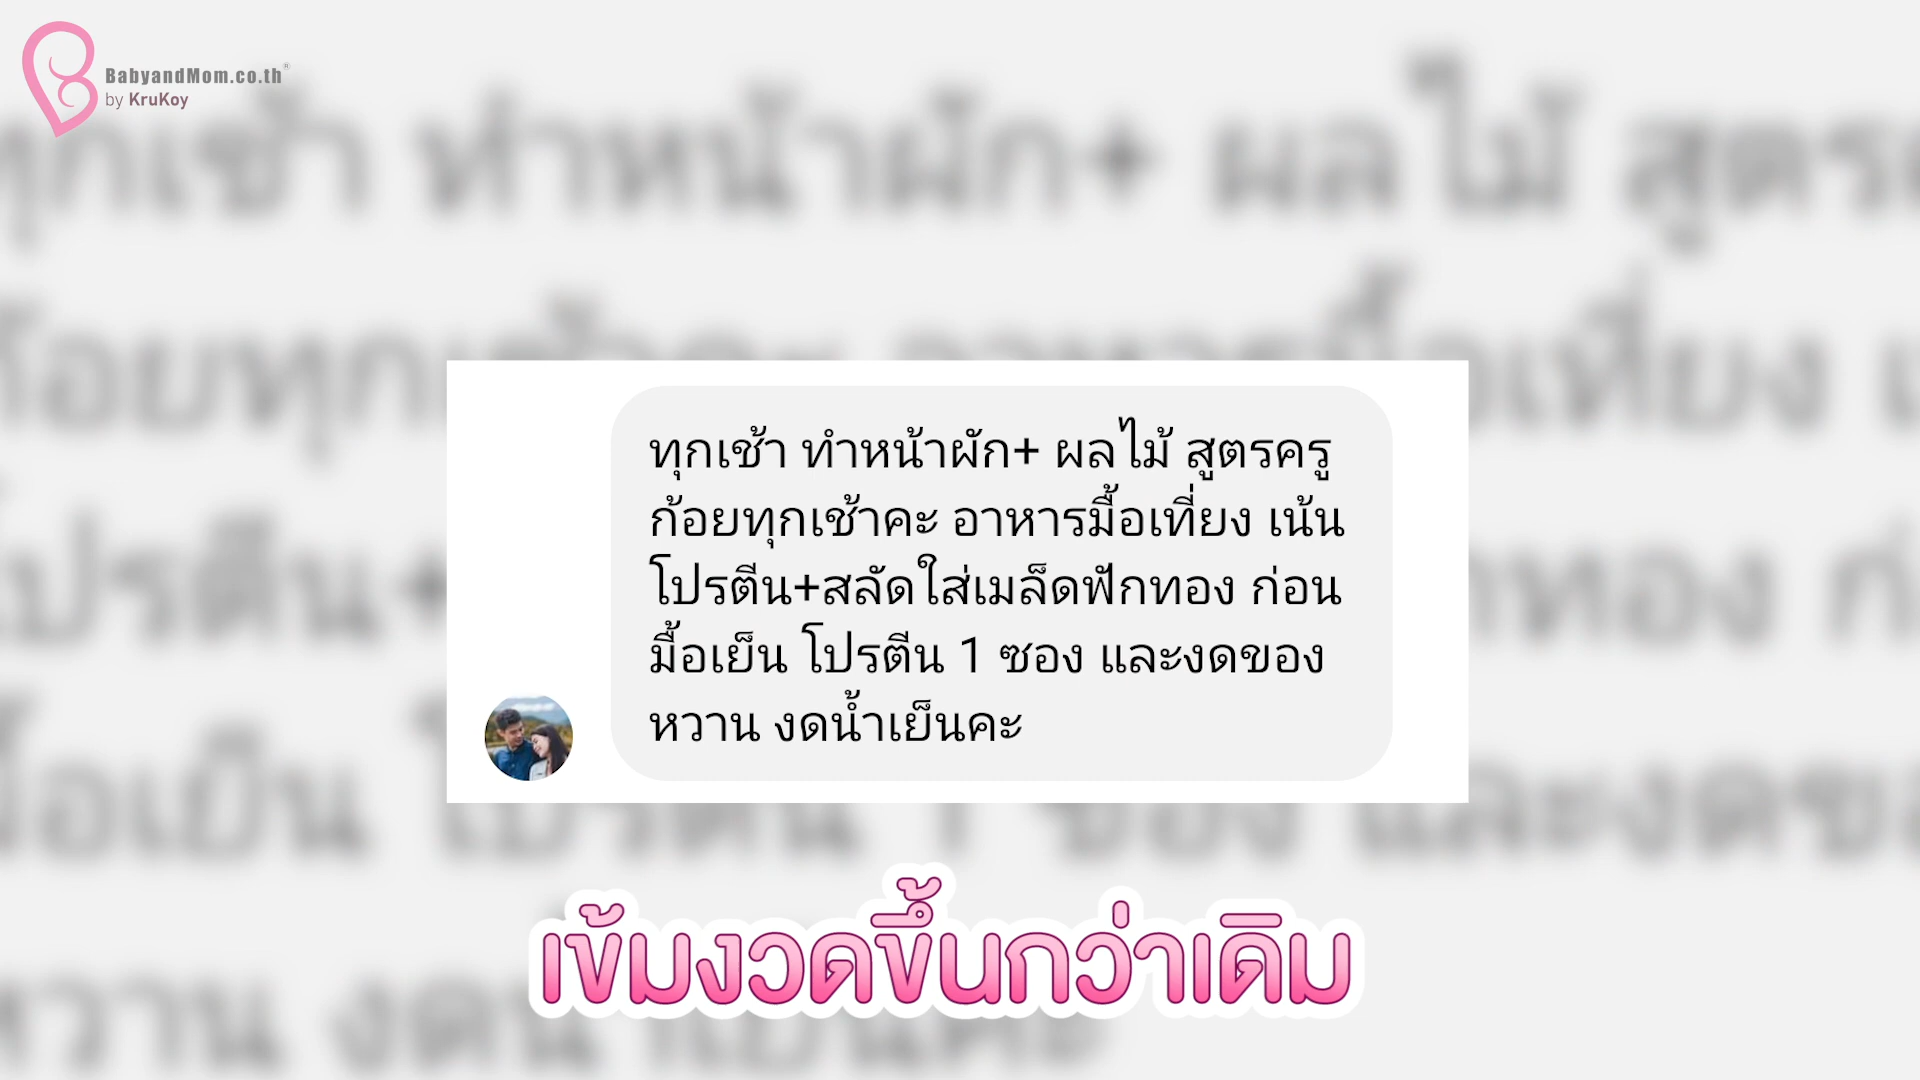 BabyandMom.co.th®
by KruKoy
ทุกเช้า ทำหน้าผัก+ ผลไม้ สูตรครู
ก้อยทุกเช้าคะ อาหารมื้อเที่ยง เน้น
โปรตีน+สลัดใส่เมล็ดฟักทอง ก่อน
มื้อเย็น โปรตีน 1 ซอง และงดของ
หวาน งดน้ำเย็นคะ
เข้มงวดขึ้นกว่าเดิม